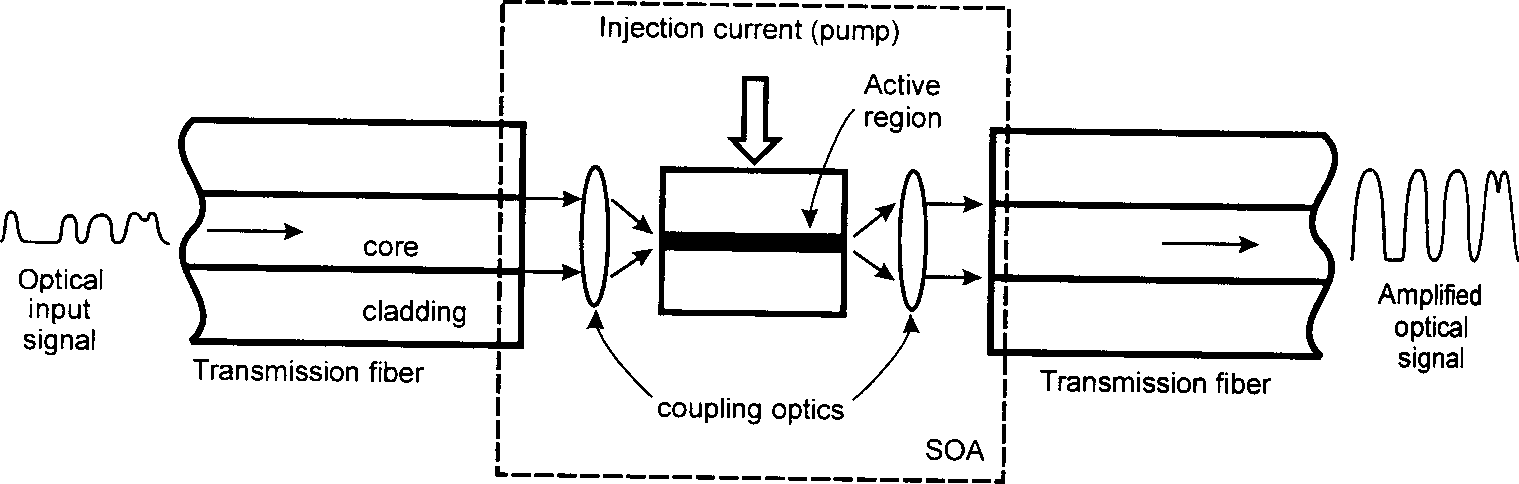 Injection current (pump)
Active
region
core
cladding
Optical
input
signal
Transmission fiber
coupling optics
SOA
Transmission fiber
Amplified
optical
signal